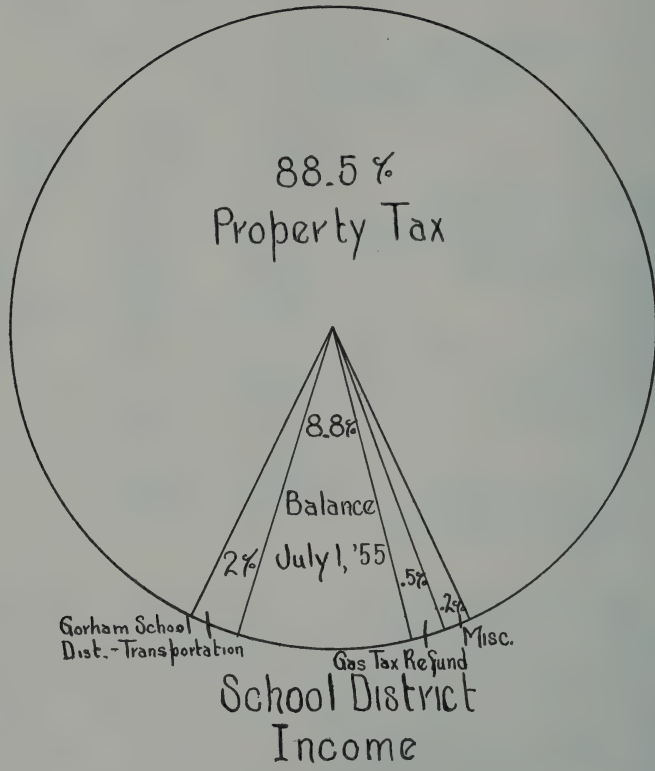 88.5 %
Property Tax
8.8%
Balance
July 1, '55
2%
.5%
.2%
Gorham School
Dist.-Transportation
Gas Tax Refund
Misc.
School District
Income